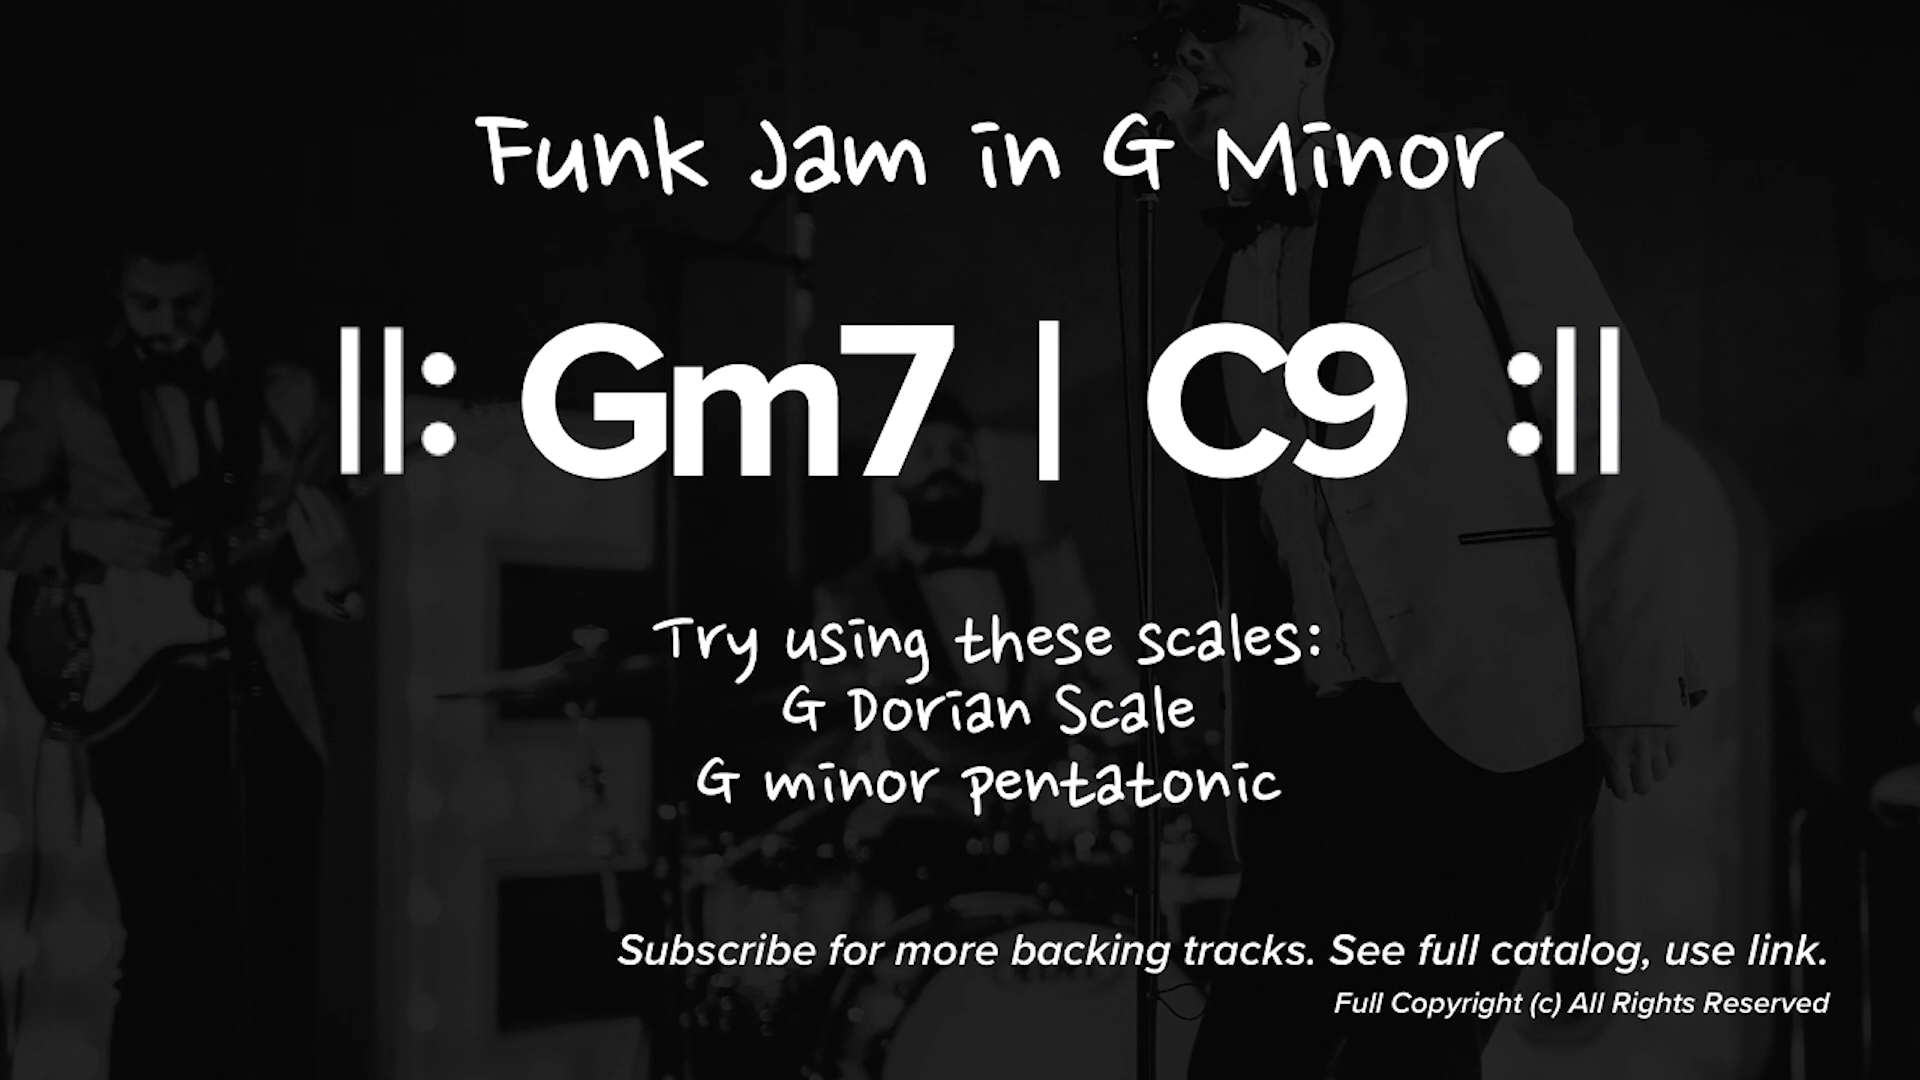 Funk Jam in G Minor
||: Gm7 | C9 :||
Try using these scales:
G Dorian Scale
G minor pentatonic
Subscribe for more backing tracks. See full catalog, use link.
Full Copyright (c) All Rights Reserved